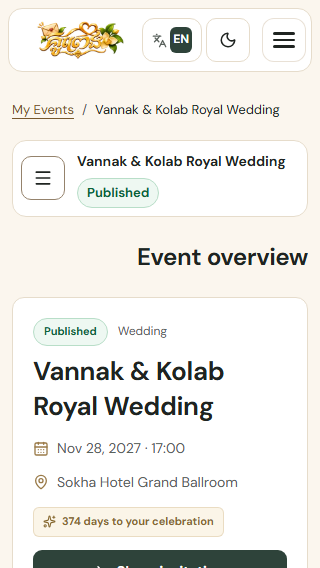 EN
My Events / Vannak & Kolab Royal Wedding
Vannak & Kolab Royal Wedding
Published
Event overview
Published Wedding
Vannak & Kolab
Royal Wedding
Nov 28, 2027 · 17:00
Sokha Hotel Grand Ballroom
374 days to your celebration